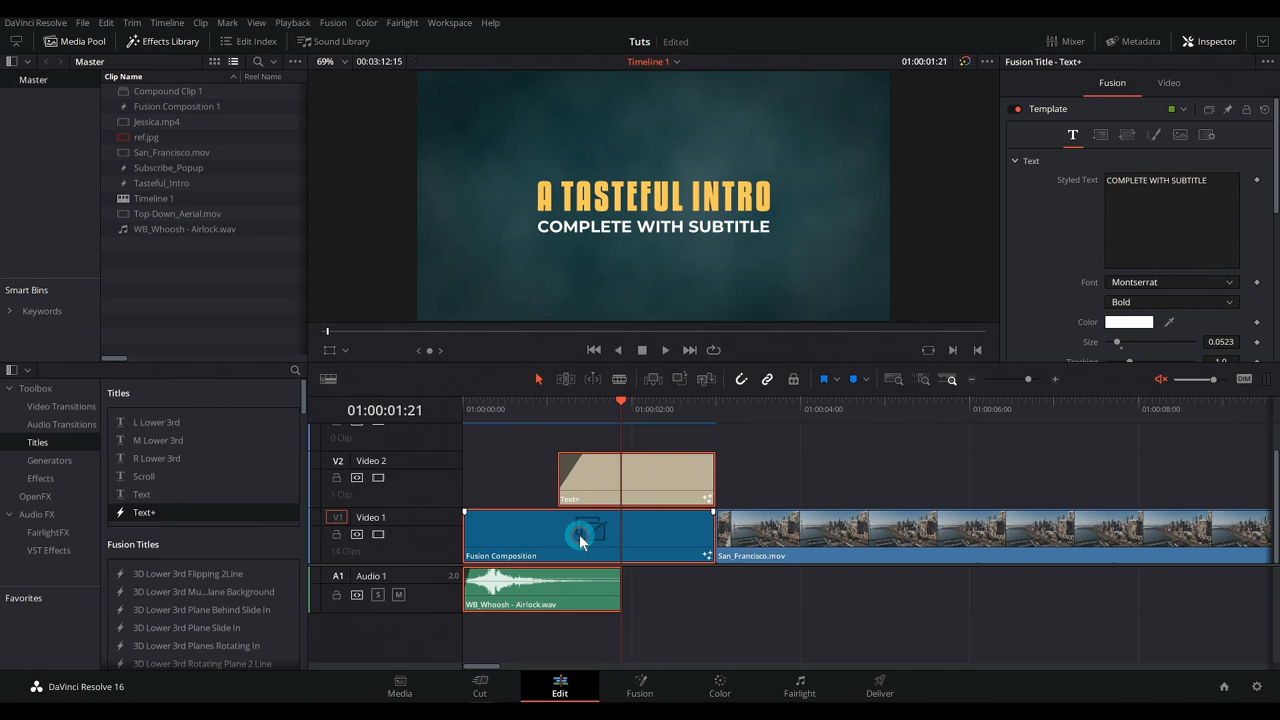 DaVinci Resolve File Edit Trim Timeline Clip Mark View Playback Fusion Color Fairlight Workspace Help
Media Pool Effects Library Edit Index Sound Library Tuts Edited Mixer Metadata Inspector
Master 69% 00:03:12:15 Timeline 1 01:00:01:21 Fusion Title - Text+
Master
Clip Name Reel Name
Compound Clip 1
Fusion Composition 1
Jessica.mp4
ref.jpg
San_Francisco.mov
Subscribe_Popup
Tasteful_Intro
Timeline 1
Top-Down_Aerial.mov
WB_Whoosh - Airlock.wav
Smart Bins
Keywords
A TASTEFUL INTRO
COMPLETE WITH SUBTITLE
Fusion Video
Template
T
Text
Styled Text COMPLETE WITH SUBTITLE
Font Montserrat
Bold
Color
Size 0.0523
Tracking 1.0
Toolbox
Video Transitions
Audio Transitions
Titles
Generators
Effects
OpenFX
Audio FX
FairlightFX
VST Effects
Favorites
Titles
L Lower 3rd
M Lower 3rd
R Lower 3rd
Scroll
Text
Text+
Fusion Titles
3D Lower 3rd Flipping 2Line
3D Lower 3rd Mu...lane Background
3D Lower 3rd Plane Behind Slide In
3D Lower 3rd Plane Slide In
3D Lower 3rd Planes Rotating In
3D Lower 3rd Rotating Plane 2 Line
DIM
01:00:01:21
01:00:00:00 01:00:02:00 01:00:04:00 01:00:06:00 01:00:08:00
0 Clip
V2 Video 2
1 Clip
Text+
V1 Video 1
14 Clips
Fusion Composition San_Francisco.mov
A1 Audio 1 2.0
S M
WB_Whoosh - Airlock.wav
DaVinci Resolve 16
Media Cut Edit Fusion Color Fairlight Deliver